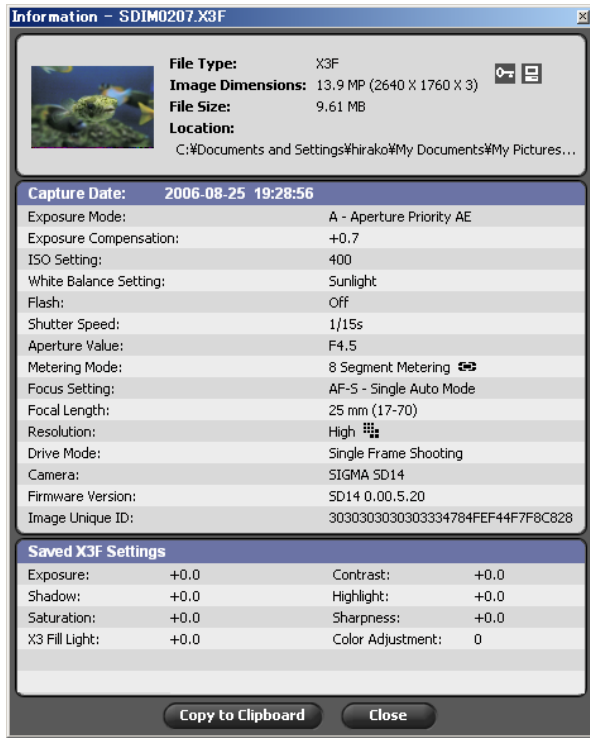 Information - SDIM0207.X3F
File Type: X3F
Image Dimensions: 13.9 MP (2640 X 1760 X 3)
File Size: 9.61 MB
Location:
C:¥Documents and Settings¥hirako¥My Documents¥My Pictures...
Capture Date: 2006-08-25 19:28:56
Exposure Mode: A - Aperture Priority AE
Exposure Compensation: +0.7
ISO Setting: 400
White Balance Setting: Sunlight
Flash: Off
Shutter Speed: 1/15s
Aperture Value: F4.5
Metering Mode: 8 Segment Metering
Focus Setting: AF-S - Single Auto Mode
Focal Length: 25 mm (17-70)
Resolution: High
Drive Mode: Single Frame Shooting
Camera: SIGMA SD14
Firmware Version: SD14 0.00.5.20
Image Unique ID: 3030303030303334784FEF44F7F8C828
Saved X3F Settings
Exposure: +0.0 Contrast: +0.0
Shadow: +0.0 Highlight: +0.0
Saturation: +0.0 Sharpness: +0.0
X3 Fill Light: +0.0 Color Adjustment: 0
Copy to Clipboard Close